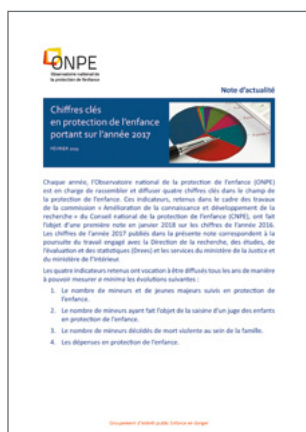 ONPE
Observatoire national de
la protection de l'enfance
Note d'actualité
Chiffres clés
en protection de l'enfance
portant sur l'année 2017
FÉVRIER 2019
Chaque année, l'Observatoire national de la protection de l'enfance (ONPE)
est en charge de rassembler et diffuser quatre chiffres clés dans le champ de
la protection de l'enfance. Ces indicateurs, retenus dans le cadre des travaux
de la commission « Amélioration de la connaissance et développement de la
recherche » du Conseil national de la protection de l'enfance (CNPE), ont fait
l'objet d'une première note en janvier 2018 sur les chiffres de l'année 2016.
Les chiffres de l'année 2017 publiés dans la présente note correspondent à la
poursuite du travail engagé avec la Direction de la recherche, des études, de
l'évaluation et des statistiques (Drees) et les services du ministère de la Justice et
du ministère de l'Intérieur.
Les quatre indicateurs retenus ont vocation à être diffusés tous les ans de manière
à pouvoir mesurer a minima les évolutions suivantes :
1. Le nombre de mineurs et de jeunes majeurs suivis en protection de
l'enfance.
2. Le nombre de mineurs ayant fait l'objet de la saisine d'un juge des enfants
en protection de l'enfance.
3. Le nombre de mineurs décédés de mort violente au sein de la famille.
4. Les dépenses en protection de l'enfance.
Groupement d'intérêt public Enfance en danger